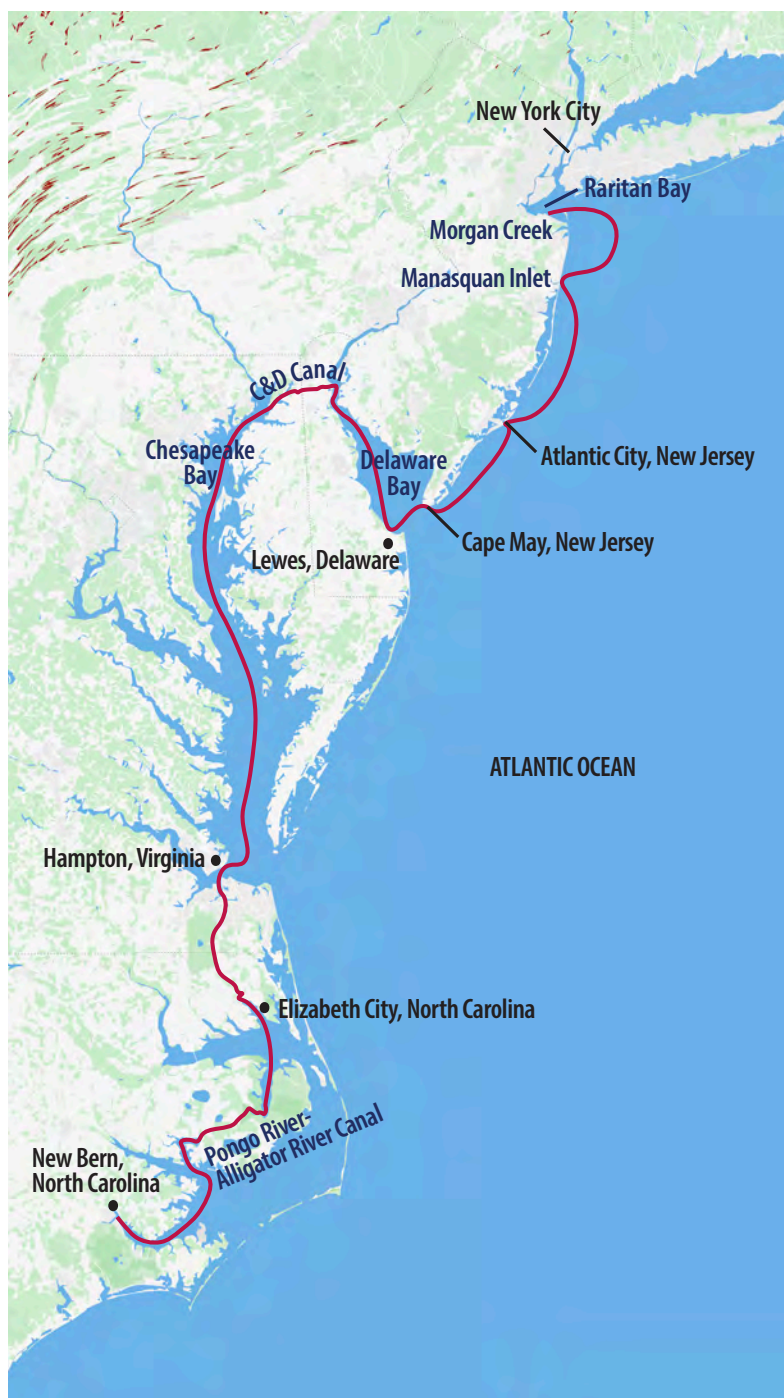 New York City
Raritan Bay
Morgan Creek
Manasquan Inlet
C&D Cana/
Chesapeake
Bay
Delaware
Bay
Atlantic City, New Jersey
Cape May, New Jersey
Lewes, Delaware
ATLANTIC OCEAN
Hampton, Virginia
Elizabeth City, North Carolina
Pongo River-
Alligator River Canal
New Bern,
North Carolina